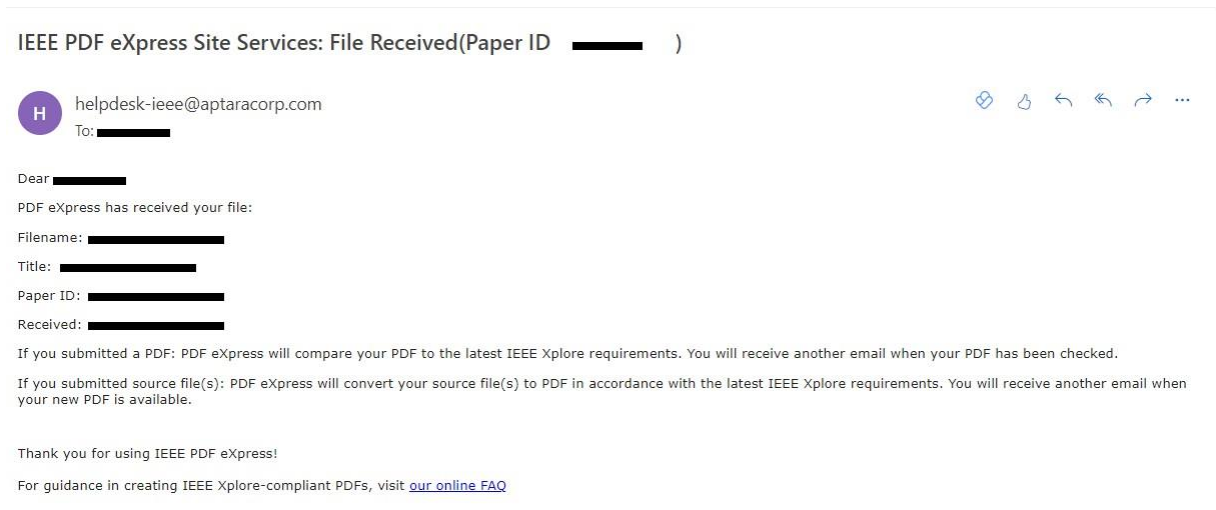 IEEE PDF eXpress Site Services: File Received(Paper ID )
H
helpdesk-ieee@aptaracorp.com
To:
Dear
PDF eXpress has received your file:
Filename:
Title:
Paper ID:
Received:
If you submitted a PDF: PDF eXpress will compare your PDF to the latest IEEE Xplore requirements. You will receive another email when your PDF has been checked.
If you submitted source file(s): PDF eXpress will convert your source file(s) to PDF in accordance with the latest IEEE Xplore requirements. You will receive another email when
your new PDF is available.
Thank you for using IEEE PDF eXpress!
For guidance in creating IEEE Xplore-compliant PDFs, visit our online FAQ